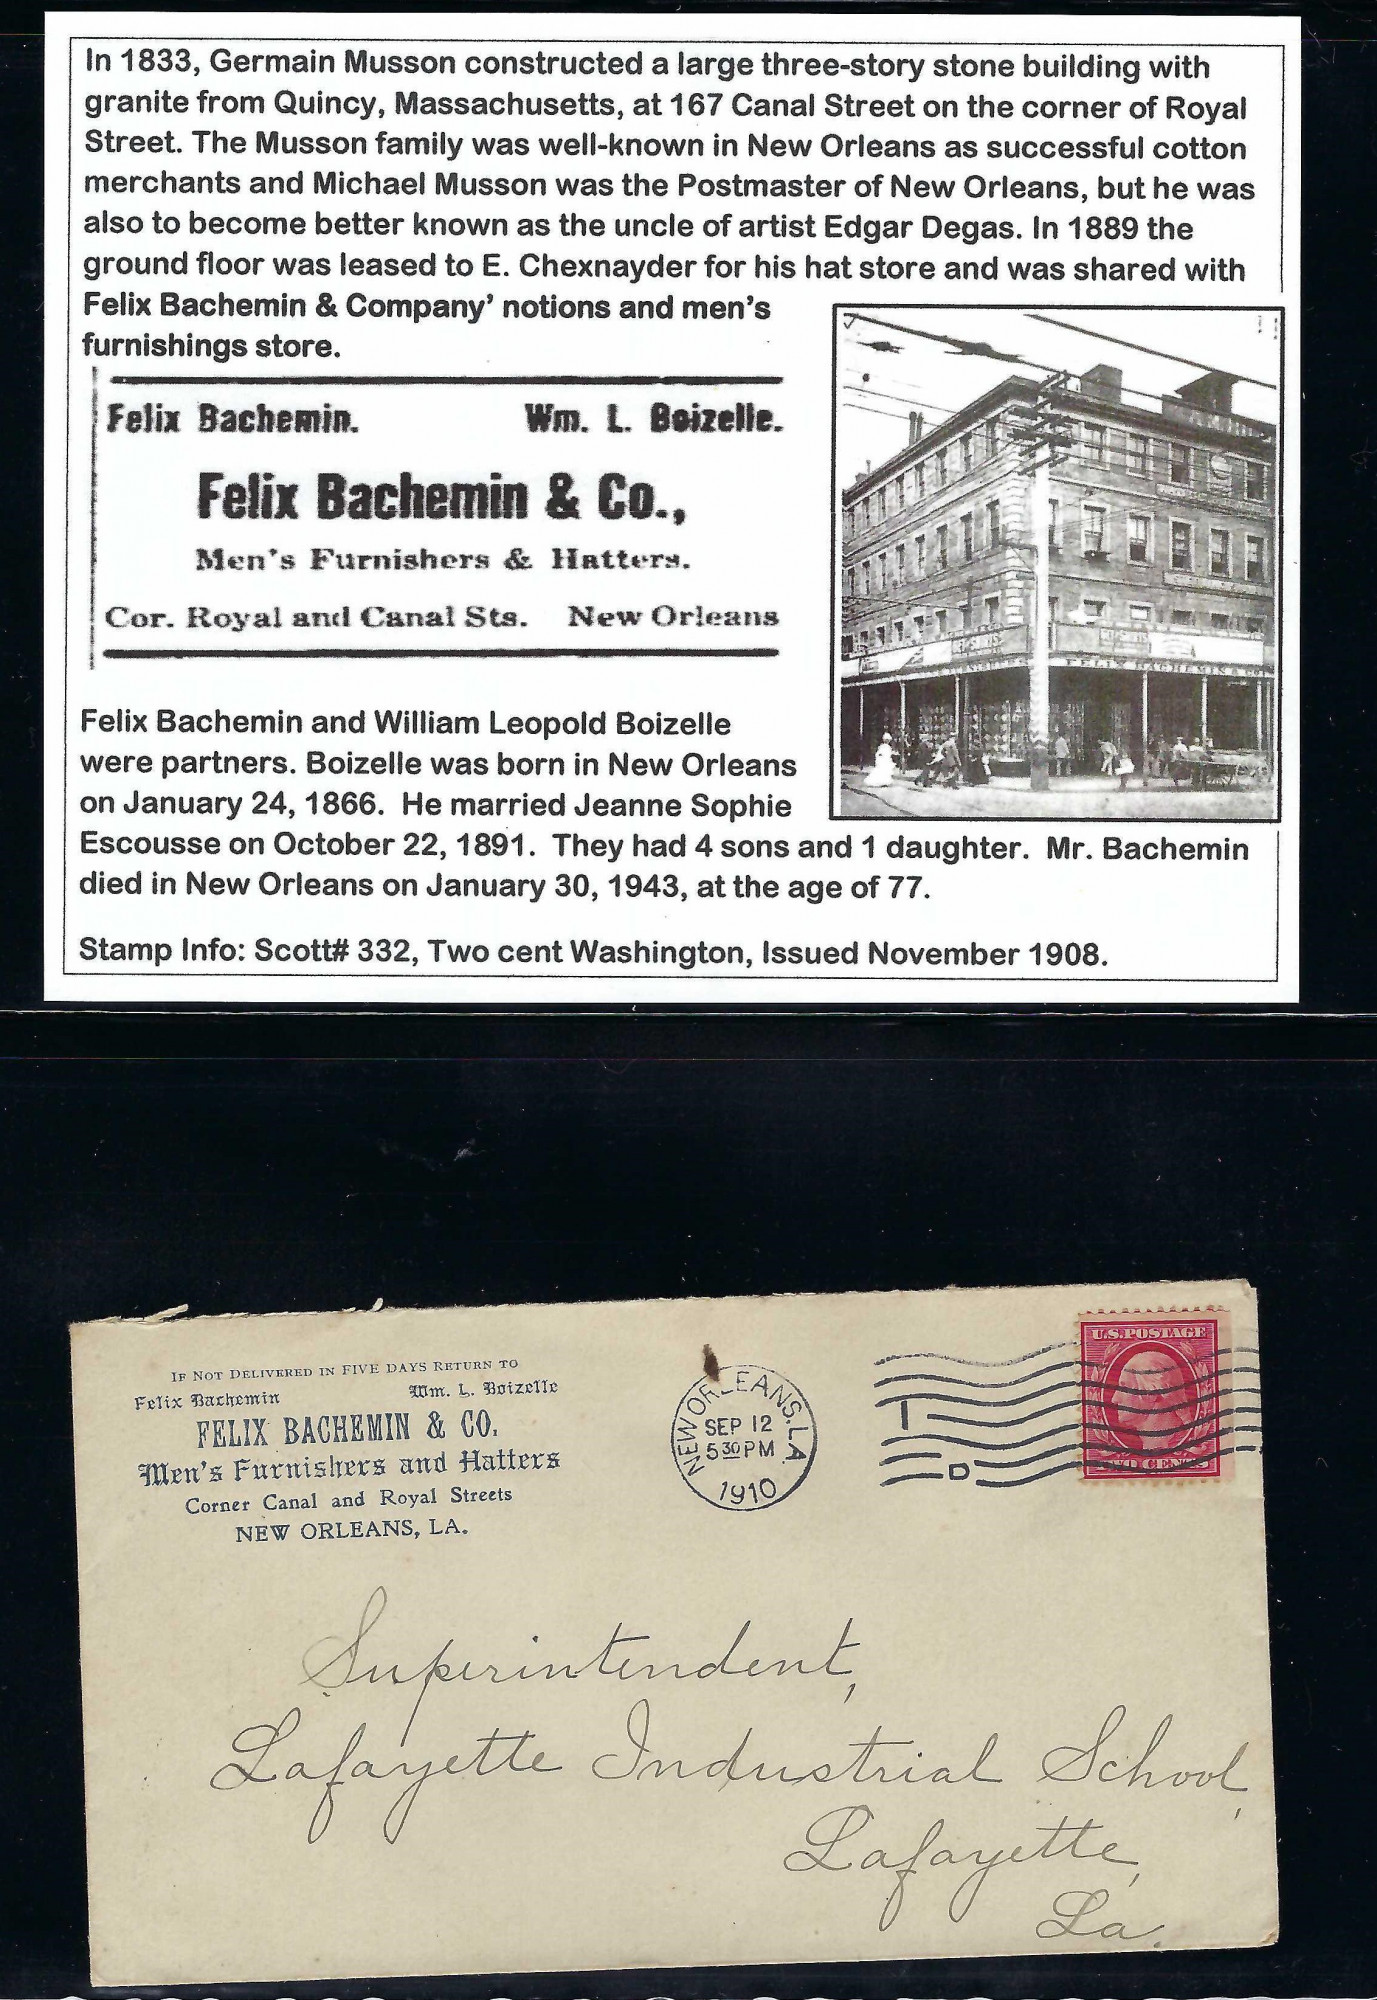 In 1833, Germain Musson constructed a large three-story stone building with
granite from Quincy, Massachusetts, at 167 Canal Street on the corner of Royal
Street. The Musson family was well-known in New Orleans as successful cotton
merchants and Michael Musson was the Postmaster of New Orleans, but he was
also to become better known as the uncle of artist Edgar Degas. In 1889 the
ground floor was leased to E. Chexnayder for his hat store and was shared with
Felix Bachemin & Company' notions and men's
furnishings store.
Felix Bachemin. Wm. L. Boizelle.
Felix Bachemin & Co.,
Men's Furnishers & Hatters.
Cor. Royal and Canal Sts. New Orleans
FELIX BACHEMIN & CO.
Felix Bachemin and William Leopold Boizelle
were partners. Boizelle was born in New Orleans
on January 24, 1866. He married Jeanne Sophie
Escousse on October 22, 1891. They had 4 sons and 1 daughter. Mr. Bachemin
died in New Orleans on January 30, 1943, at the age of 77.
Stamp Info: Scott# 332, Two cent Washington, Issued November 1908.
IF NOT DELIVERED IN FIVE DAYS RETURN TO
Felix Bachemin Wm. L. Boizelle
FELIX BACHEMIN & CO.
Men's Furnishers and Hatters
Corner Canal and Royal Streets
NEW ORLEANS, LA.
NEW ORLEANS, LA.
SEP 12
5 30 PM
1910
I
D
U.S. POSTAGE
TWO CENTS
Superintendent,
Lafayette Industrial School,
Lafayette,
La.